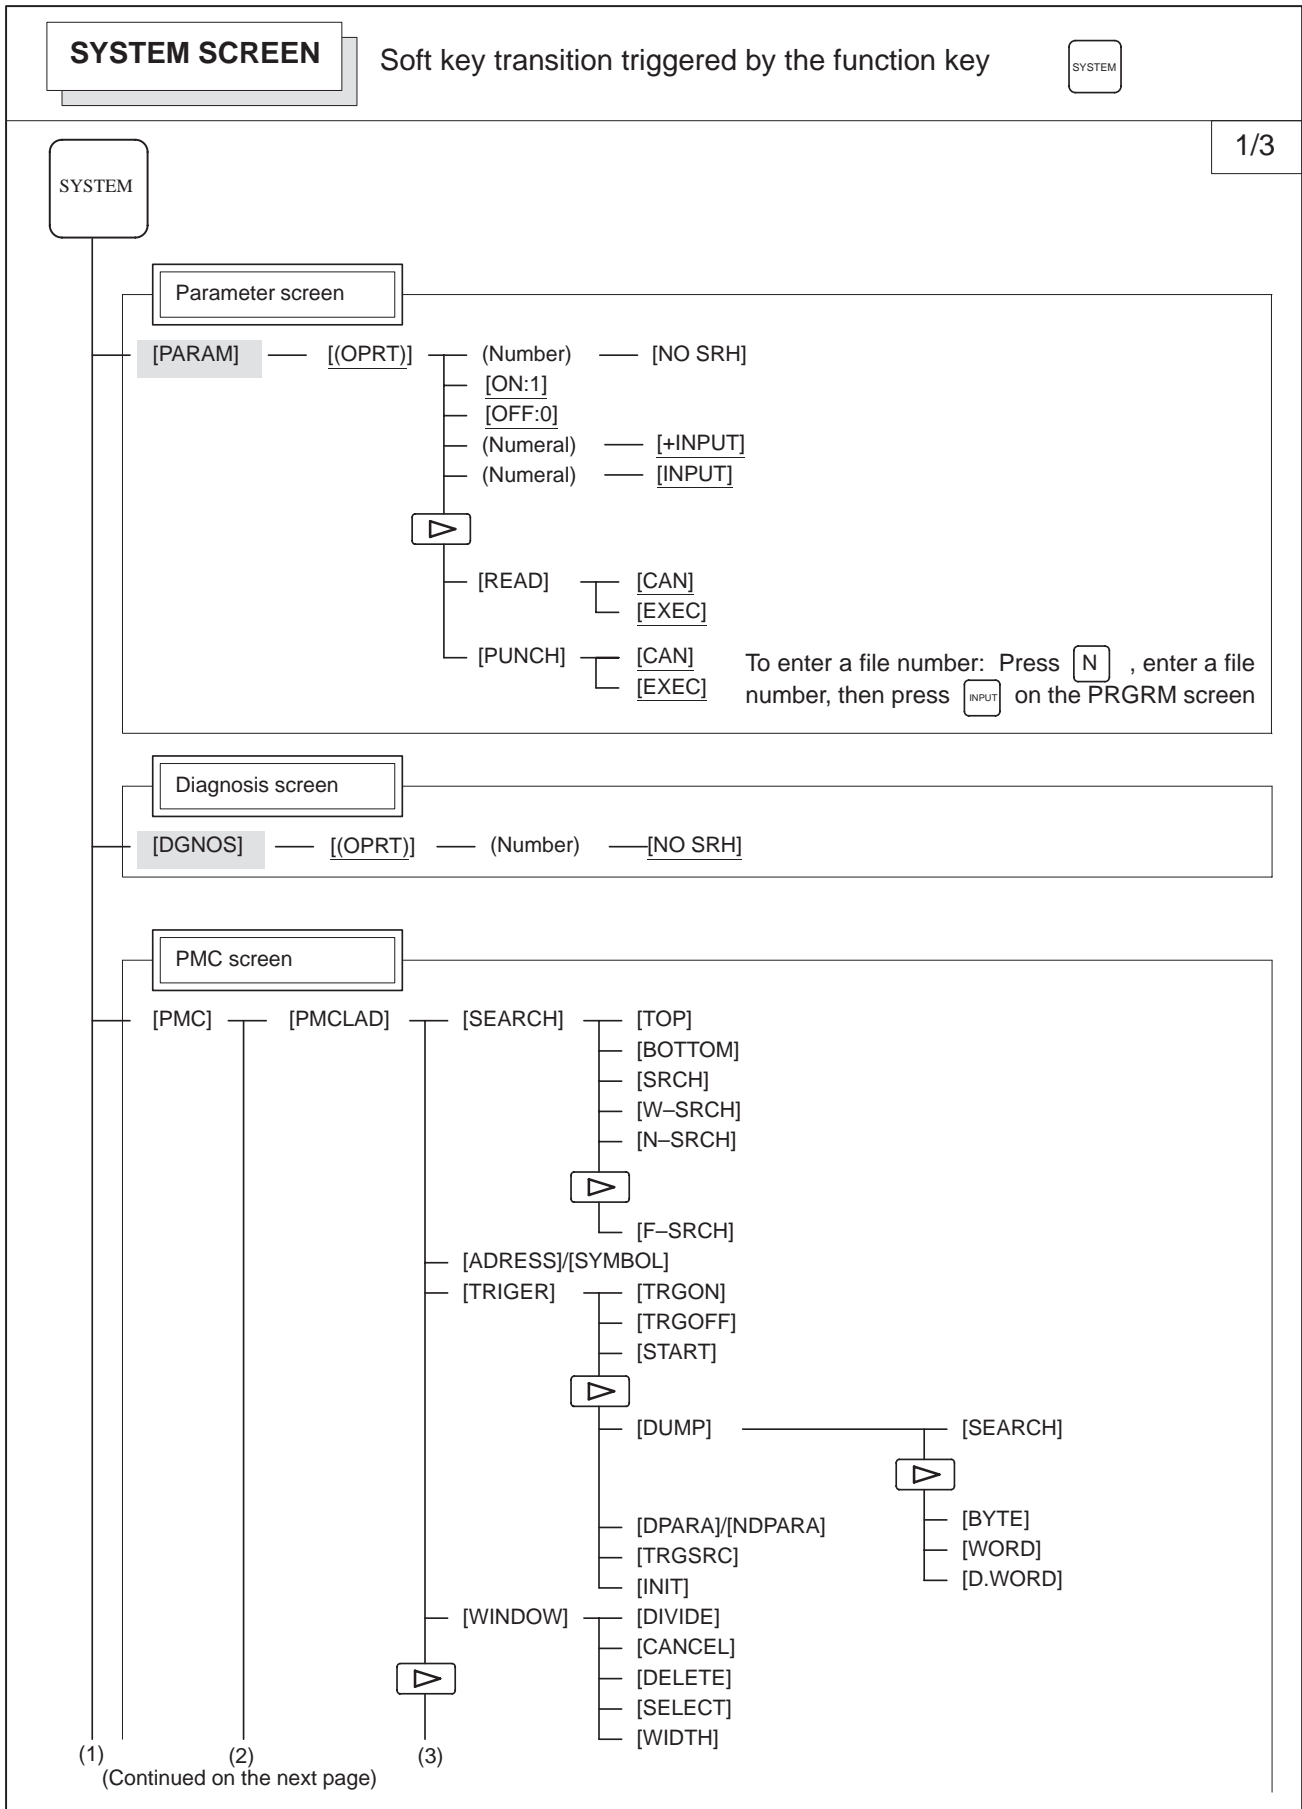 SYSTEM SCREEN Soft key transition triggered by the function key SYSTEM
1/3
SYSTEM
Parameter screen
[PARAM] [(OPRT)] (Number) [NO SRH]
[ON:1]
[OFF:0]
(Numeral) [+INPUT]
(Numeral) [INPUT]
[READ] [CAN]
[EXEC]
[PUNCH] [CAN]
[EXEC]
To enter a file number: Press N , enter a file
number, then press INPUT on the PRGRM screen
Diagnosis screen
[DGNOS] [(OPRT)] (Number) [NO SRH]
PMC screen
[PMC] [PMCLAD] [SEARCH] [TOP]
[BOTTOM]
[SRCH]
[W–SRCH]
[N–SRCH]
[F–SRCH]
[ADRESS]/[SYMBOL]
[TRIGER] [TRGON]
[TRGOFF]
[START]
[DUMP] [SEARCH]
[BYTE]
[WORD]
[D.WORD]
[DPARA]/[NDPARA]
[TRGSRC]
[INIT]
[WINDOW] [DIVIDE]
[CANCEL]
[DELETE]
[SELECT]
[WIDTH]
(1) (2) (3)
(Continued on the next page)